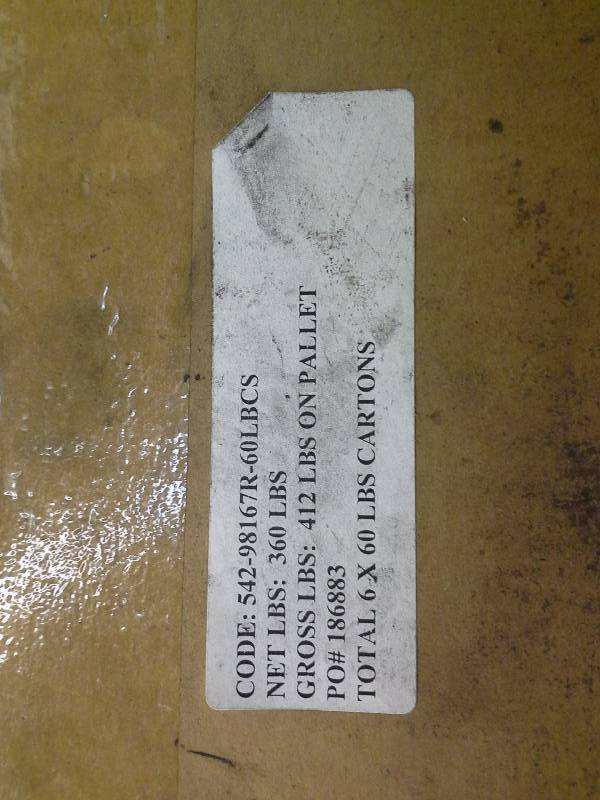 CODE: 542-98167R-60LBCS
NET LBS: 360 LBS
GROSS LBS: 412 LBS ON PALLET
PO# 186883
TOTAL 6 X 60 LBS CARTONS